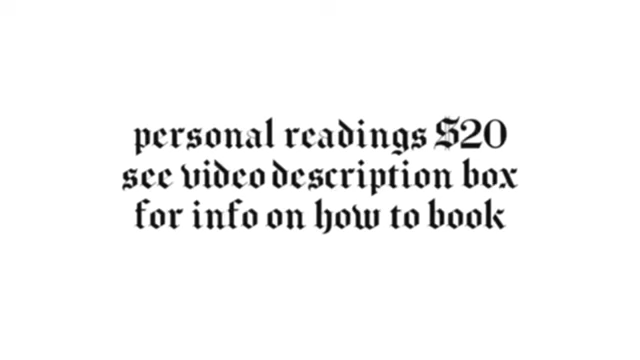 personal readings $20
see video description box
for info on how to book